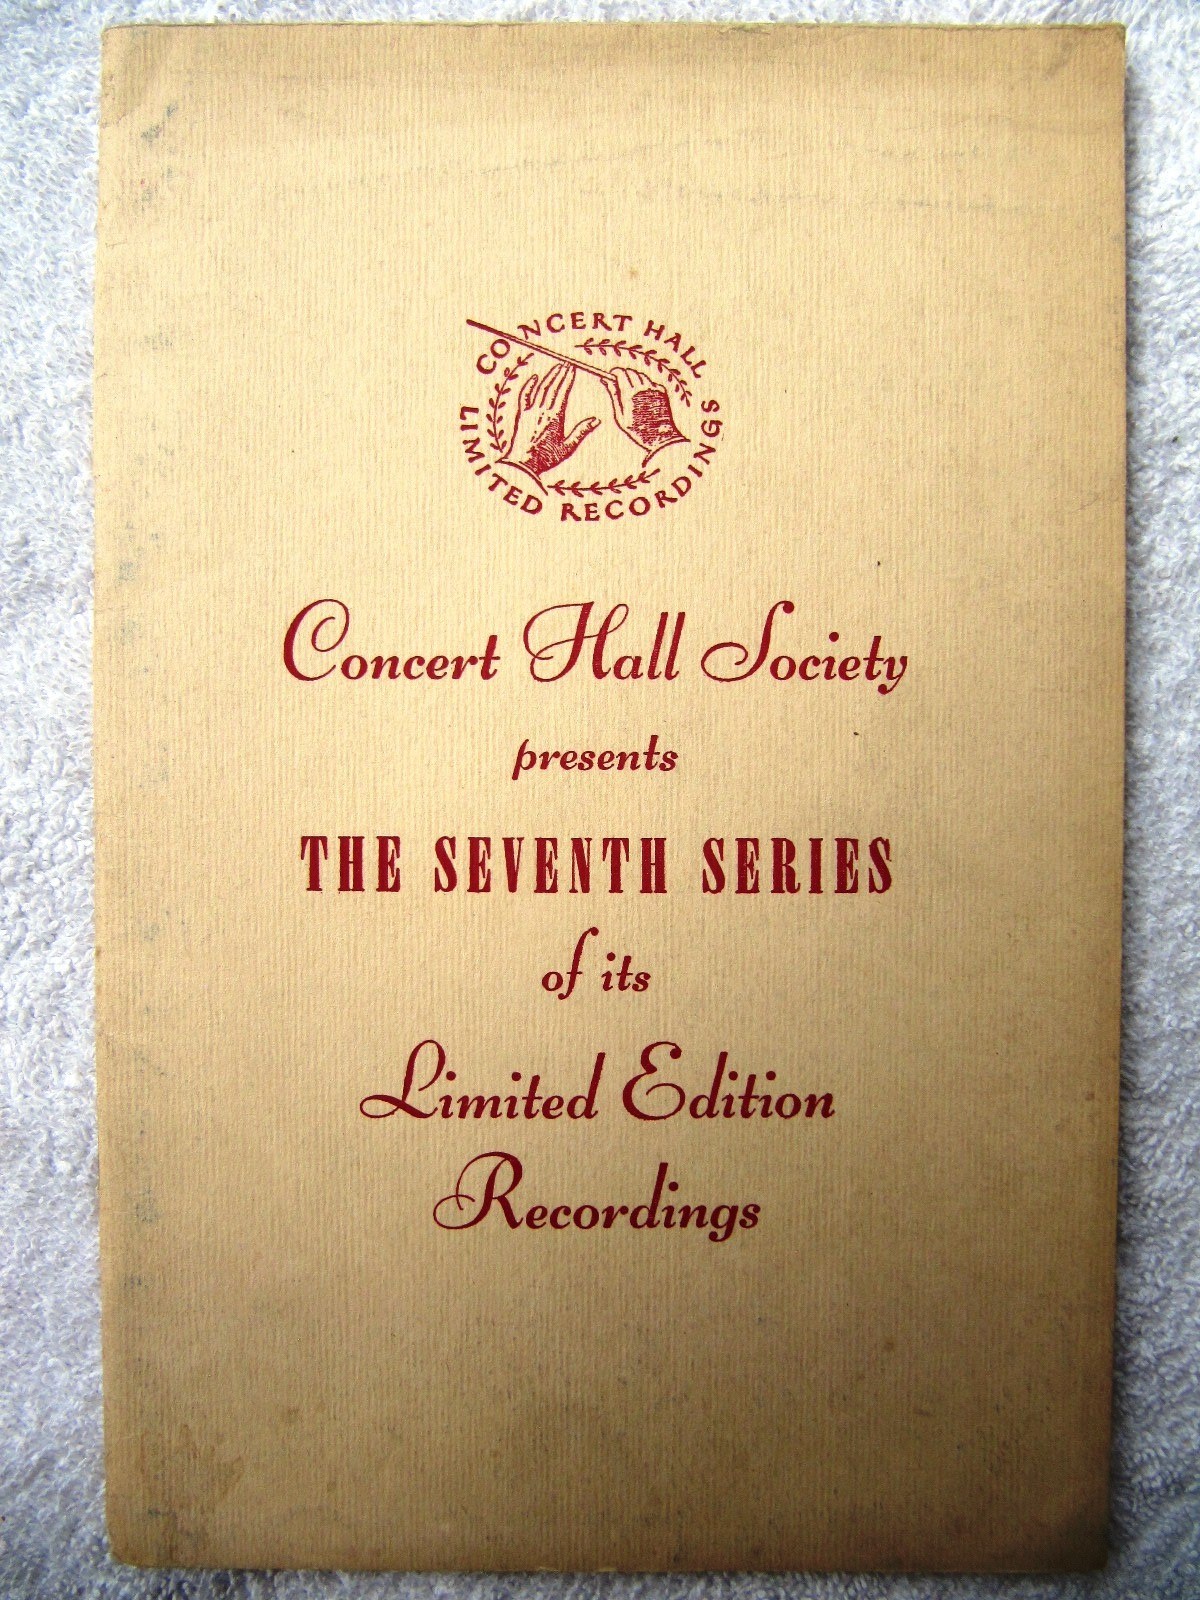 CONCERT HALL
LIMITED RECORDINGS
Concert Hall Society
presents
THE SEVENTH SERIES
of its
Limited Edition
Recordings